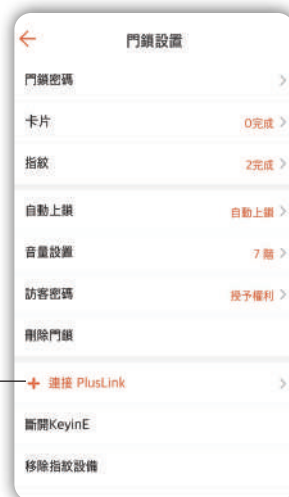 門鎖設置
門鎖密碼
卡片 0完成
指紋 2完成
自動上鎖 自動上鎖
音量設置 7 階
訪客密碼 授予權利
刪除門鎖
+ 連接 PlusLink
斷開KeyinE
移除指紋設備